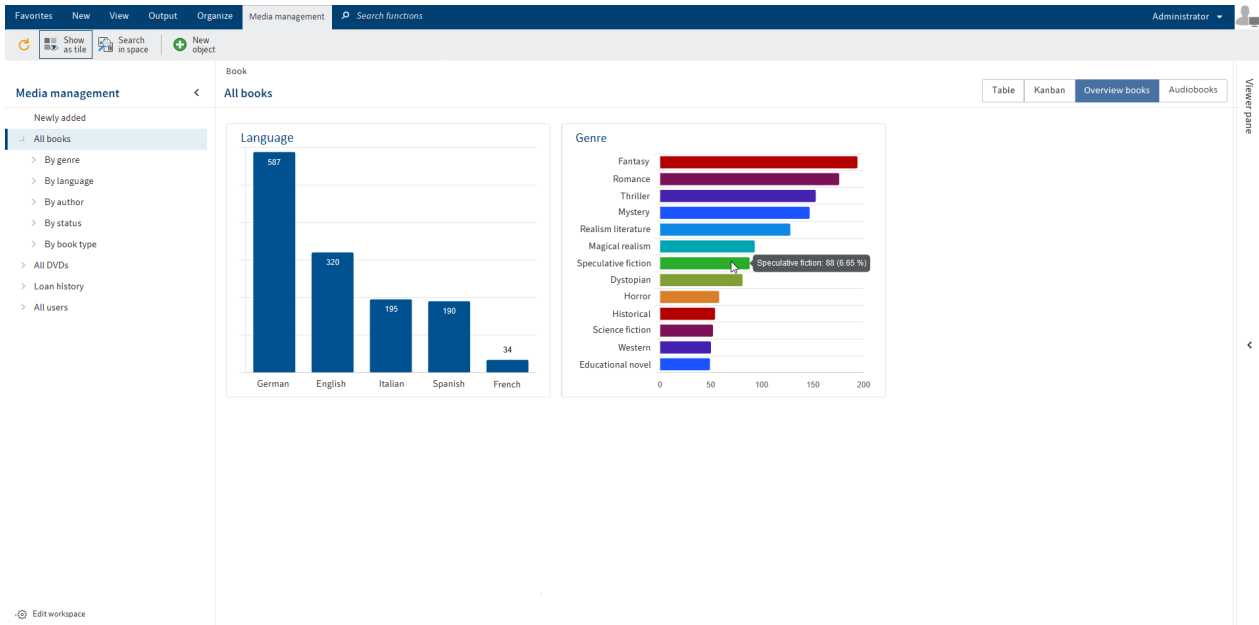 Favorites New View Output Organize Media management Search functions Administrator
Show as tile
Search in space
New object
Book
Media management
All books
Table Kanban Overview books Audiobooks
Viewer pane
Newly added
All books
By genre
By language
By author
By status
By book type
All DVDs
Loan history
All users
Language
587
320
195
190
34
German English Italian Spanish French
Genre
Fantasy
Romance
Thriller
Mystery
Realism literature
Magical realism
Speculative fiction
Speculative fiction: 88 (6.65 %)
Dystopian
Horror
Historical
Science fiction
Western
Educational novel
0 50 100 150 200
Edit workspace